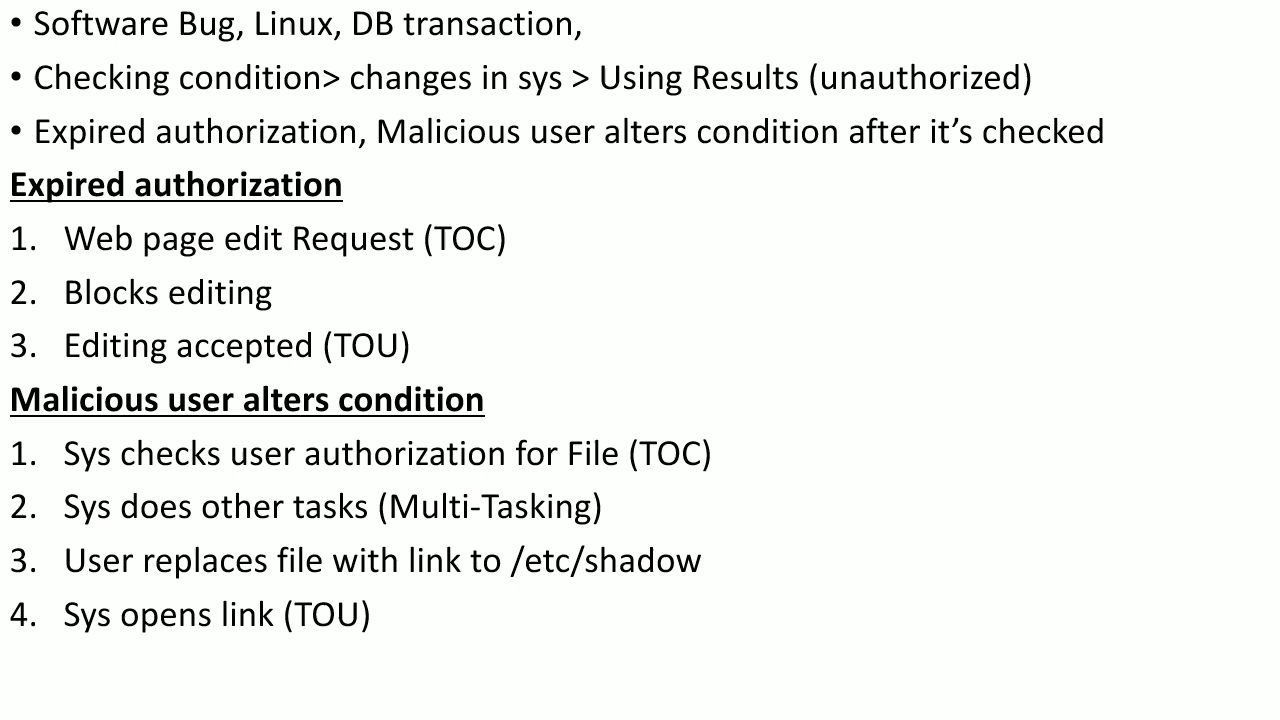 • Software Bug, Linux, DB transaction,
• Checking condition> changes in sys > Using Results (unauthorized)
• Expired authorization, Malicious user alters condition after it’s checked
Expired authorization
1. Web page edit Request (TOC)
2. Blocks editing
3. Editing accepted (TOU)
Malicious user alters condition
1. Sys checks user authorization for File (TOC)
2. Sys does other tasks (Multi-Tasking)
3. User replaces file with link to /etc/shadow
4. Sys opens link (TOU)